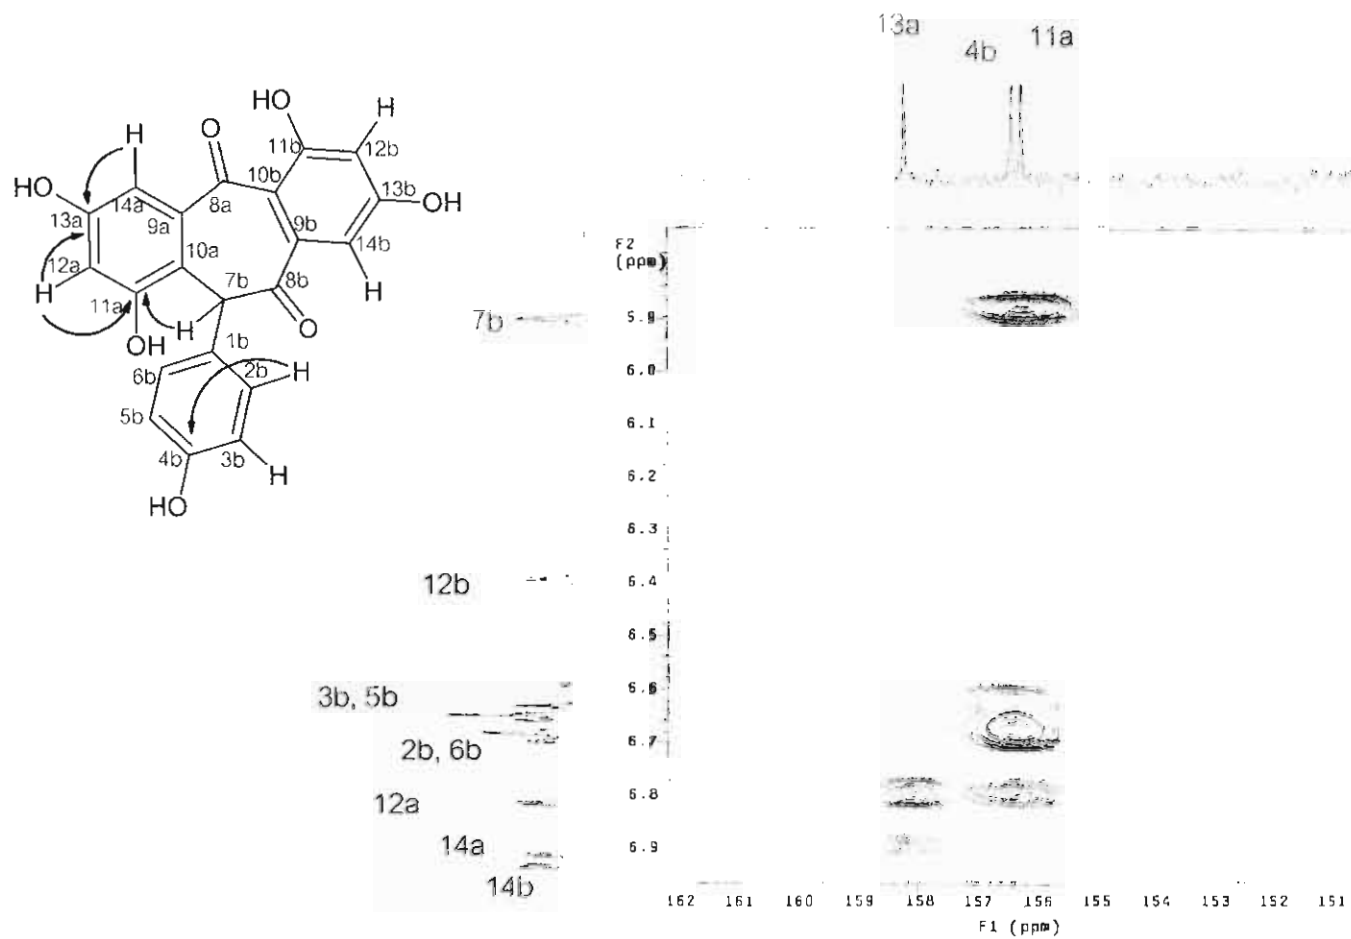 13a
4b
11a
H
HO
O
H
11b
12b
10b
HO
14a
8a
13b
OH
13a
9a
9b
14b
12a
10a
H
7b
8b
H
11a
H
O
OH
1b
6b
2b
H
5b
4b
3b
H
HO
F2
(ppm)
7b
5.9
6.0
6.1
6.2
6.3
12b
6.4
6.5
3b, 5b
6.6
2b, 6b
6.7
12a
6.8
14a
6.9
14b
162 161 160 159 158 157 156 155 154 153 152 151
F1 (ppm)